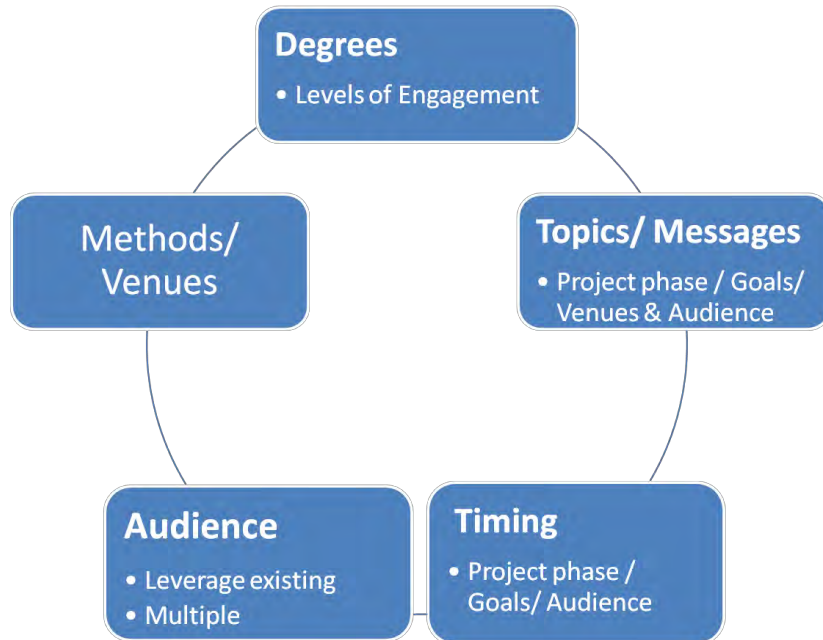 Degrees
• Levels of Engagement
Methods/
Venues
Topics/ Messages
• Project phase / Goals/
Venues & Audience
Audience
• Leverage existing
• Multiple
Timing
• Project phase /
Goals/ Audience